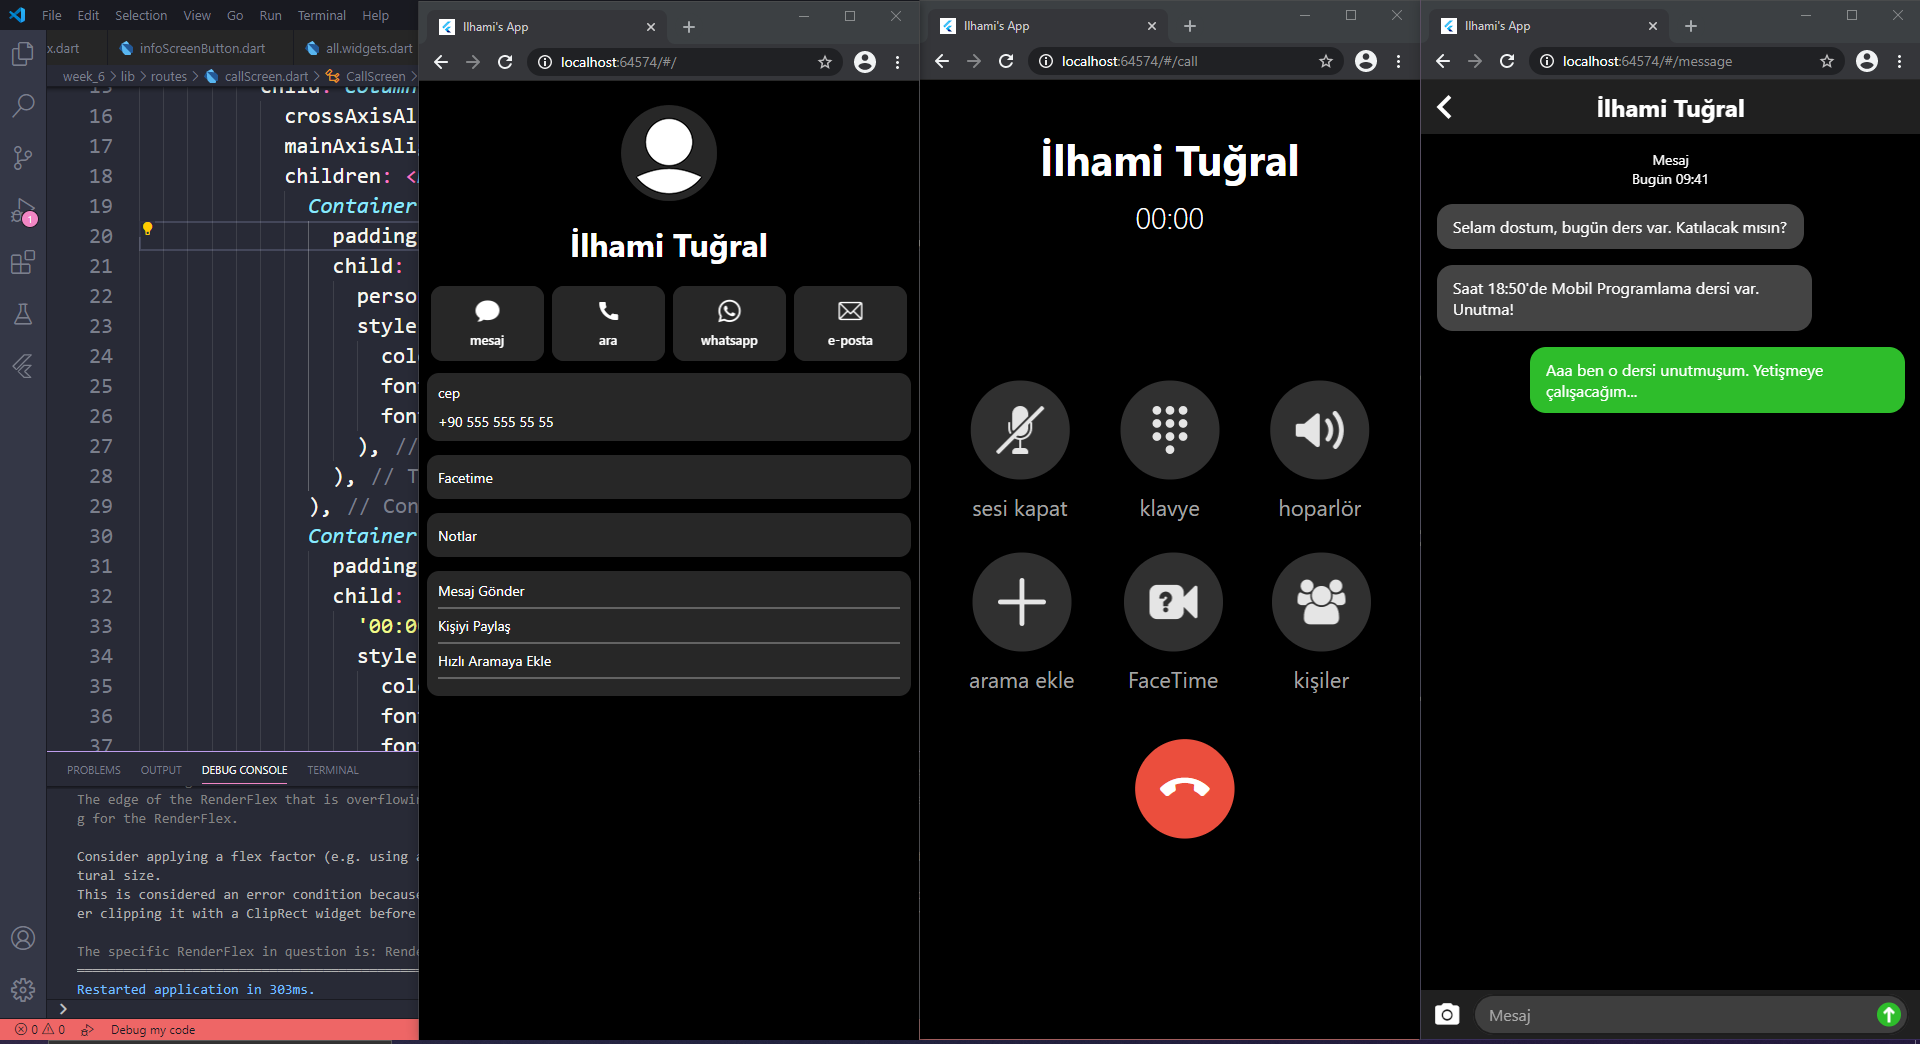 File Edit Selection View Go Run Terminal Help
x.dart infoScreenButton.dart all.widgets.dart
week_6 > lib > routes > callScreen.dart > CallScreen >
15 child: Column
16 crossAxisAl
17 mainAxisAli
18 children: <
19 Container
20 padding
21 child:
22 perso
23 style
24 col
25 fon
26 fon
27 ), //
28 ), // T
29 ), // Con
30 Container
31 padding
32 child:
33 '00:0
34 style
35 col
36 fon
37 fon
PROBLEMS OUTPUT DEBUG CONSOLE TERMINAL
The edge of the RenderFlex that is overflowin
g for the RenderFlex.
Consider applying a flex factor (e.g. using a
tural size.
This is considered an error condition because
er clipping it with a ClipRect widget before
The specific RenderFlex in question is: Rende
Restarted application in 303ms.
>
0 0 Debug my code
1
Ilhami's App
localhost:64574/#/
İlhami Tuğral
mesaj ara whatsapp e-posta
cep
+90 555 555 55 55
Facetime
Notlar
Mesaj Gönder
Kişiyi Paylaş
Hızlı Aramaya Ekle
Ilhami's App
localhost:64574/#/call
İlhami Tuğral
00:00
sesi kapat klavye hoparlör
?
arama ekle FaceTime kişiler
Ilhami's App
localhost:64574/#/message
İlhami Tuğral
Mesaj
Bugün 09:41
Selam dostum, bugün ders var. Katılacak mısın?
Saat 18:50'de Mobil Programlama dersi var.
Unutma!
Aaa ben o dersi unutmuşum. Yetişmeye
çalışacağım...
Mesaj